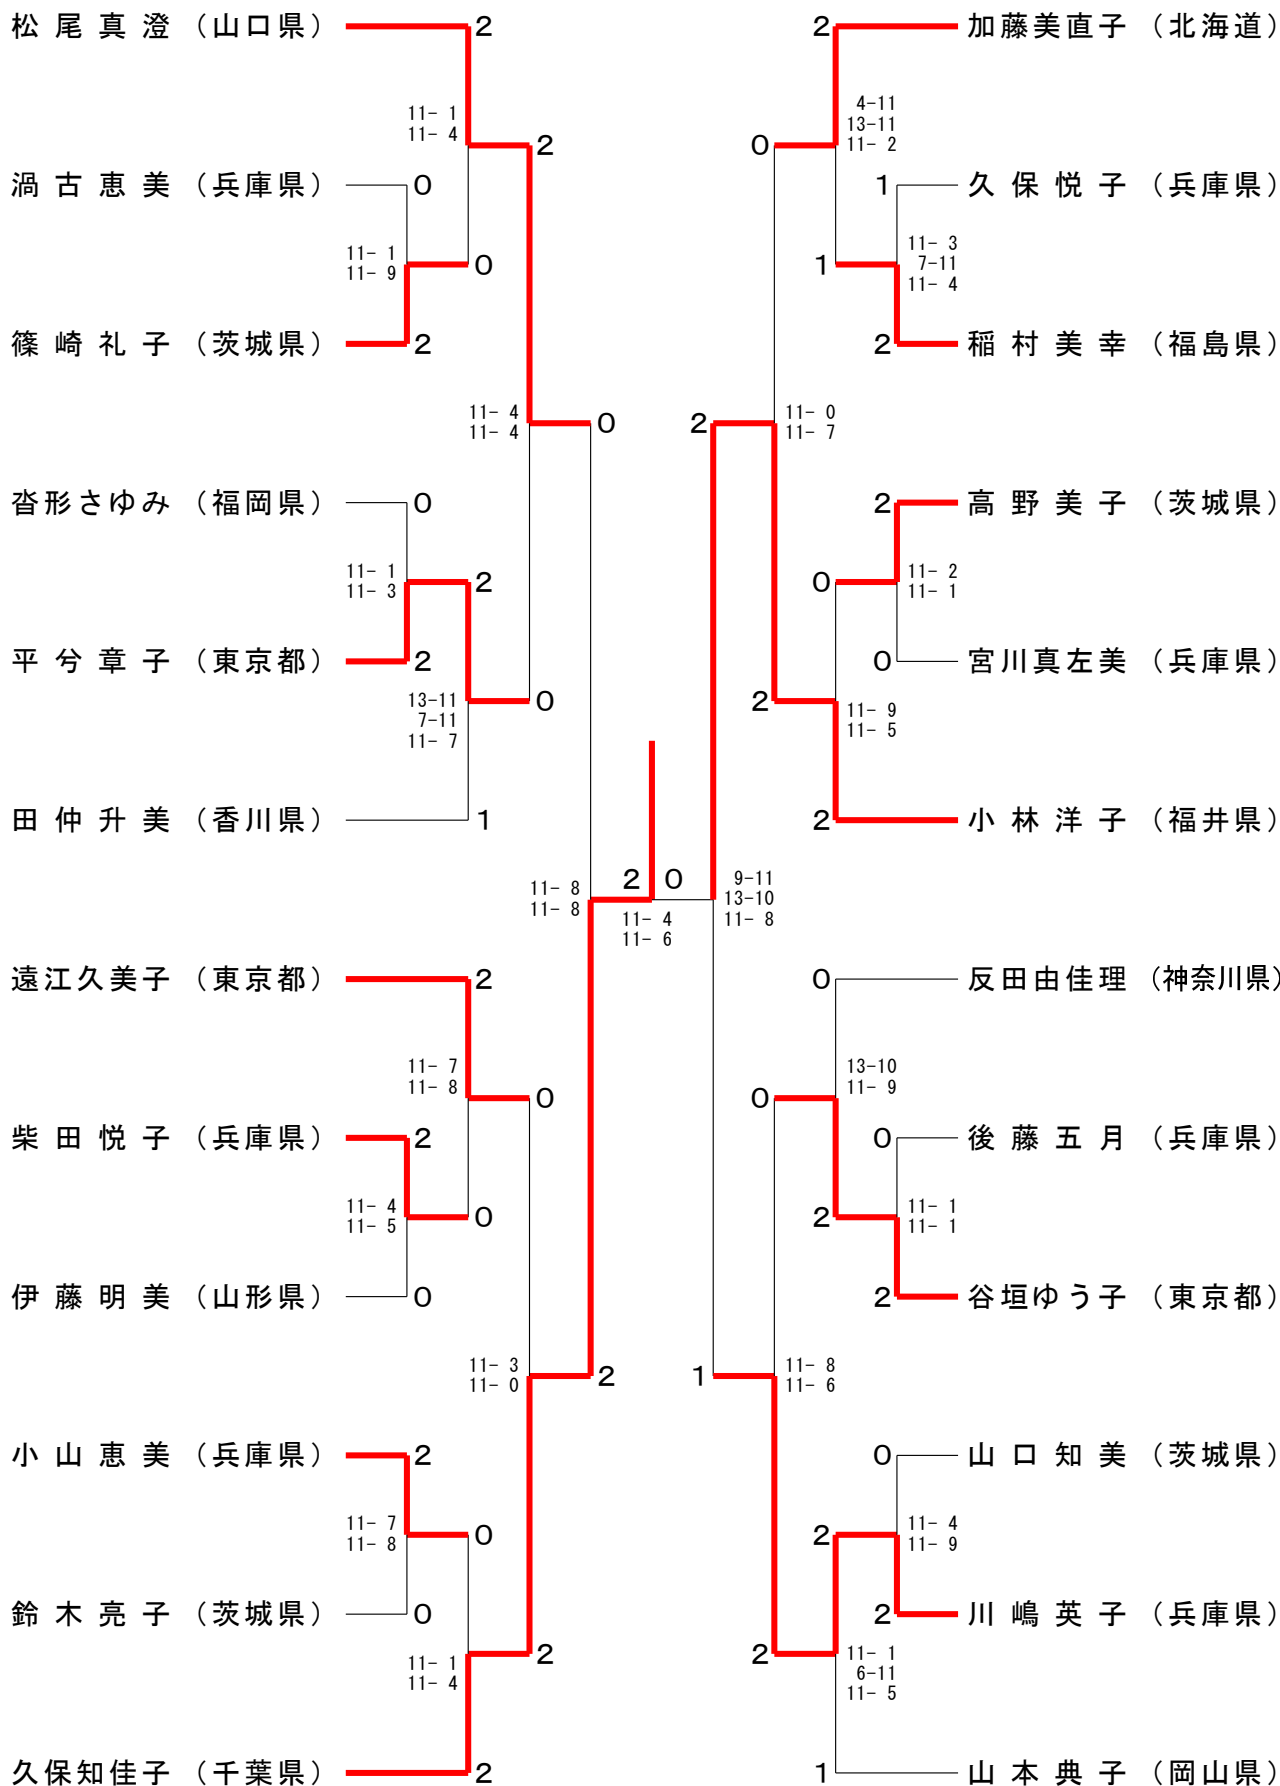 松尾真澄（山口県） 2 2 加藤美直子（北海道）
11- 1 4-11
11- 4 13-11
2 0 11- 2
渦古恵美（兵庫県） 0 1 久保悦子（兵庫県）
11- 1 11- 3
11- 9 0 1 7-11
11- 4
篠崎礼子（茨城県） 2 2 稲村美幸（福島県）
11- 4 0 2 11- 0
11- 4 11- 7
沓形さゆみ（福岡県） 0 2 高野美子（茨城県）
11- 1 2 0 11- 2
11- 3 11- 1
平兮章子（東京都） 2 0 宮川真左美（兵庫県）
13-11 0 2 11- 9
7-11 11- 5
11- 7
田仲升美（香川県） 1 2 小林洋子（福井県）
11- 8 2 0 9-11
11- 8 11- 4 13-10
11- 6 11- 8
遠江久美子（東京都） 2 0 反田由佳理（神奈川県）
11- 7 13-10
11- 8 0 0 11- 9
柴田悦子（兵庫県） 2 0 後藤五月（兵庫県）
11- 4 11- 1
11- 5 0 2 11- 1
伊藤明美（山形県） 0 2 谷垣ゆう子（東京都）
11- 3 2 1 11- 8
11- 0 11- 6
小山恵美（兵庫県） 2 0 山口知美（茨城県）
11- 7 0 2 11- 4
11- 8 11- 9
鈴木亮子（茨城県） 0 2 川嶋英子（兵庫県）
11- 1 2 2 11- 1
11- 4 6-11
11- 5
久保知佳子（千葉県） 2 1 山本典子（岡山県）